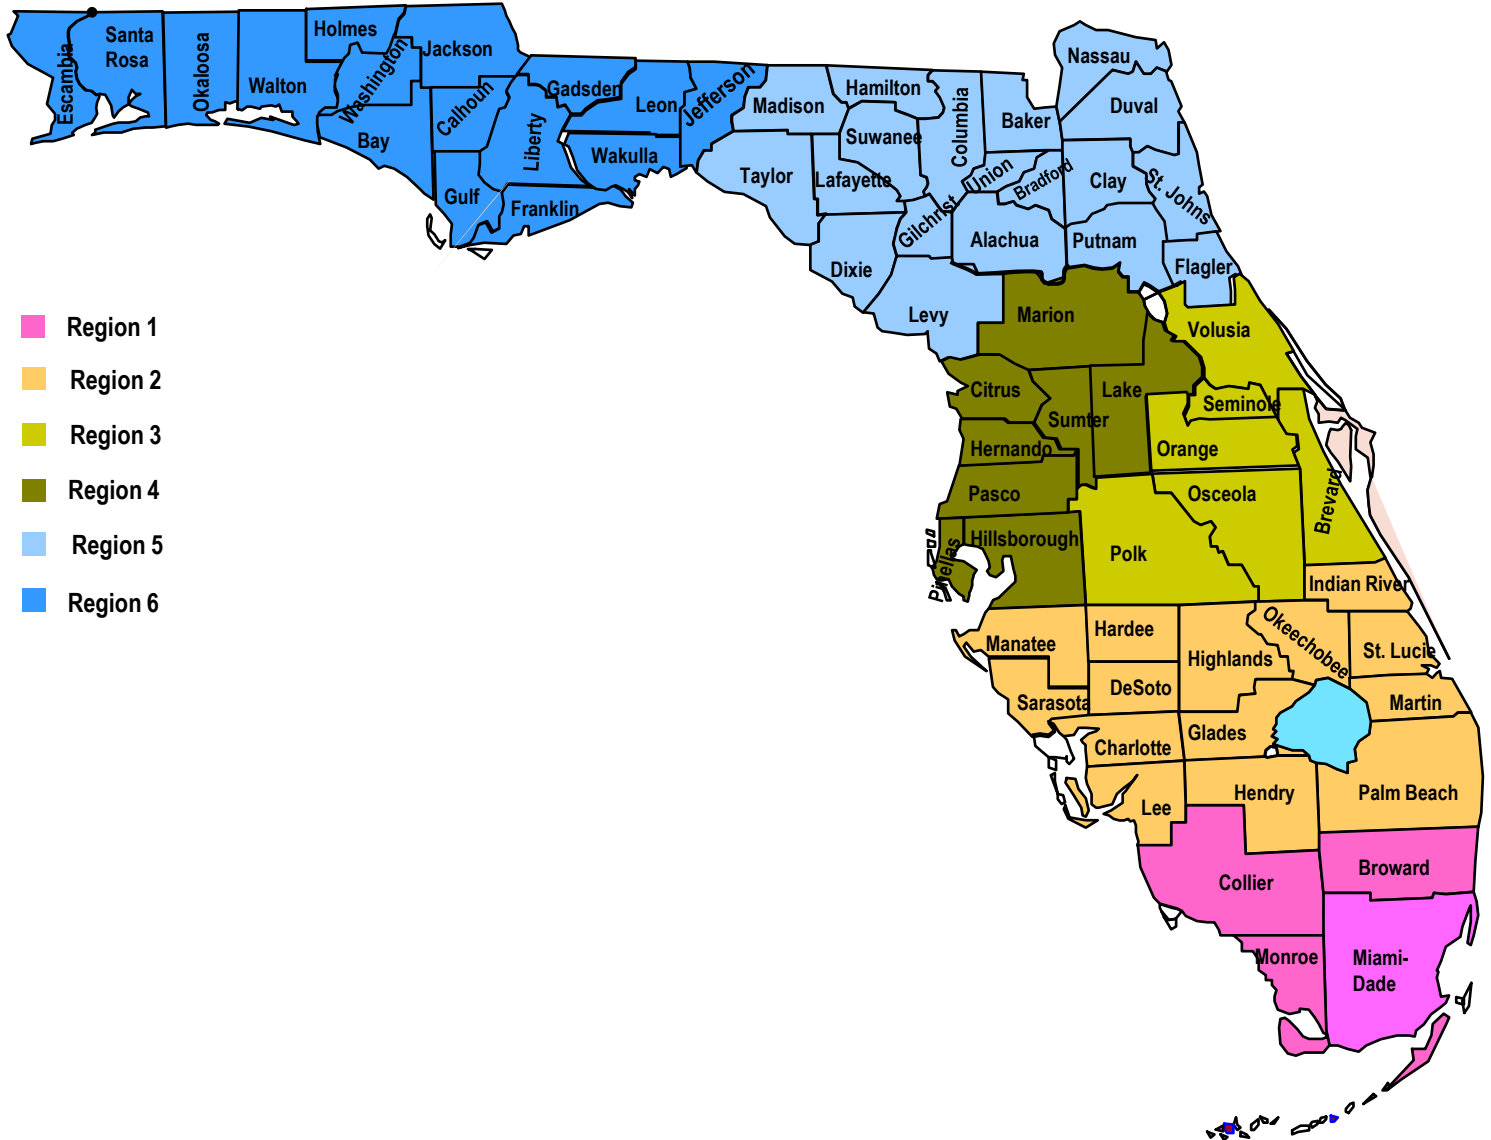 Escambia
Santa
Rosa
Okaloosa
Walton
Holmes
Washington
Jackson
Bay
Calhoun
Gulf
Liberty
Gadsden
Franklin
Leon
Wakulla
Jefferson
Madison
Taylor
Hamilton
Suwanee
Lafayette
Dixie
Columbia
Gilchrist
Levy
Baker
Union
Bradford
Alachua
Nassau
Duval
Clay
St. Johns
Putnam
Flagler
Marion
Volusia
Citrus
Sumter
Lake
Seminole
Hernando
Orange
Pasco
Osceola
Brevard
Hillsborough
Pinellas
Polk
Indian River
Manatee
Hardee
Highlands
Okeechobee
St. Lucie
Sarasota
DeSoto
Martin
Charlotte
Glades
Lee
Hendry
Palm Beach
Collier
Broward
Monroe
Miami-
Dade
Region 1
Region 2
Region 3
Region 4
Region 5
Region 6